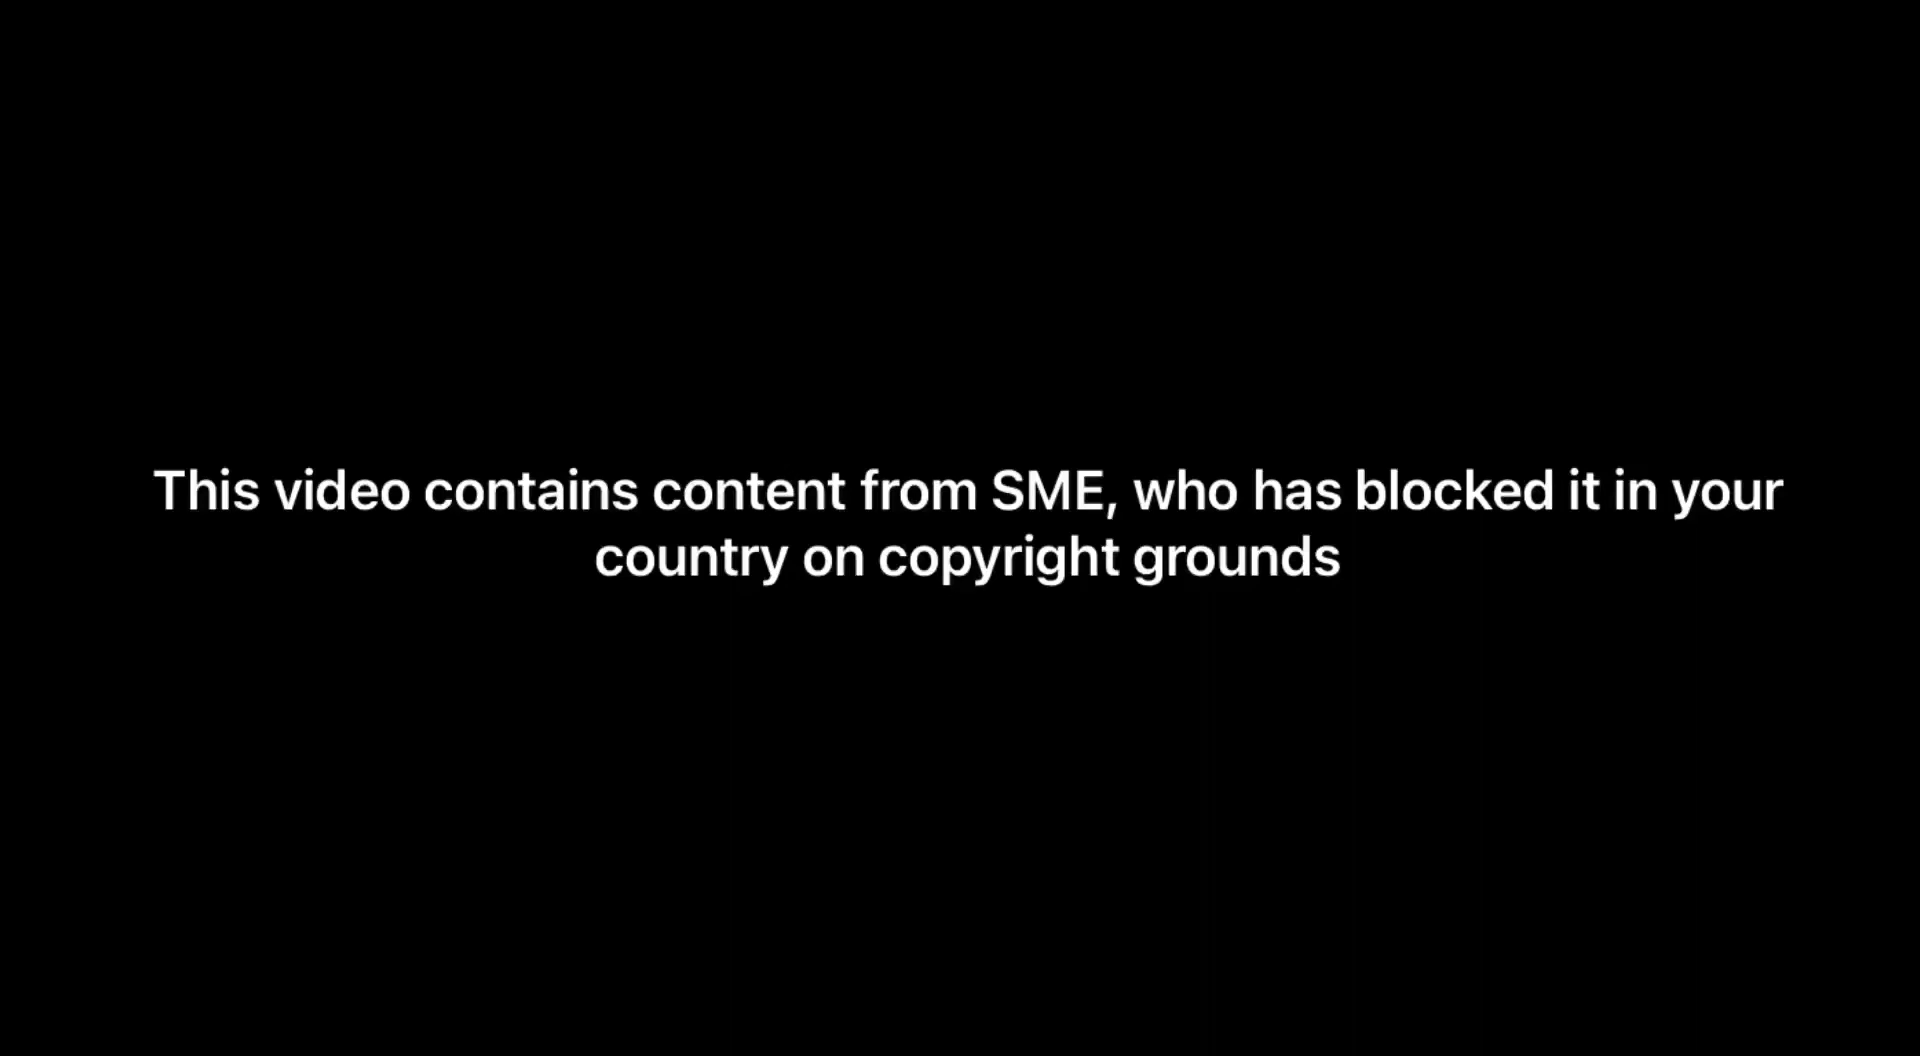 This video contains content from SME, who has blocked it in your
country on copyright grounds